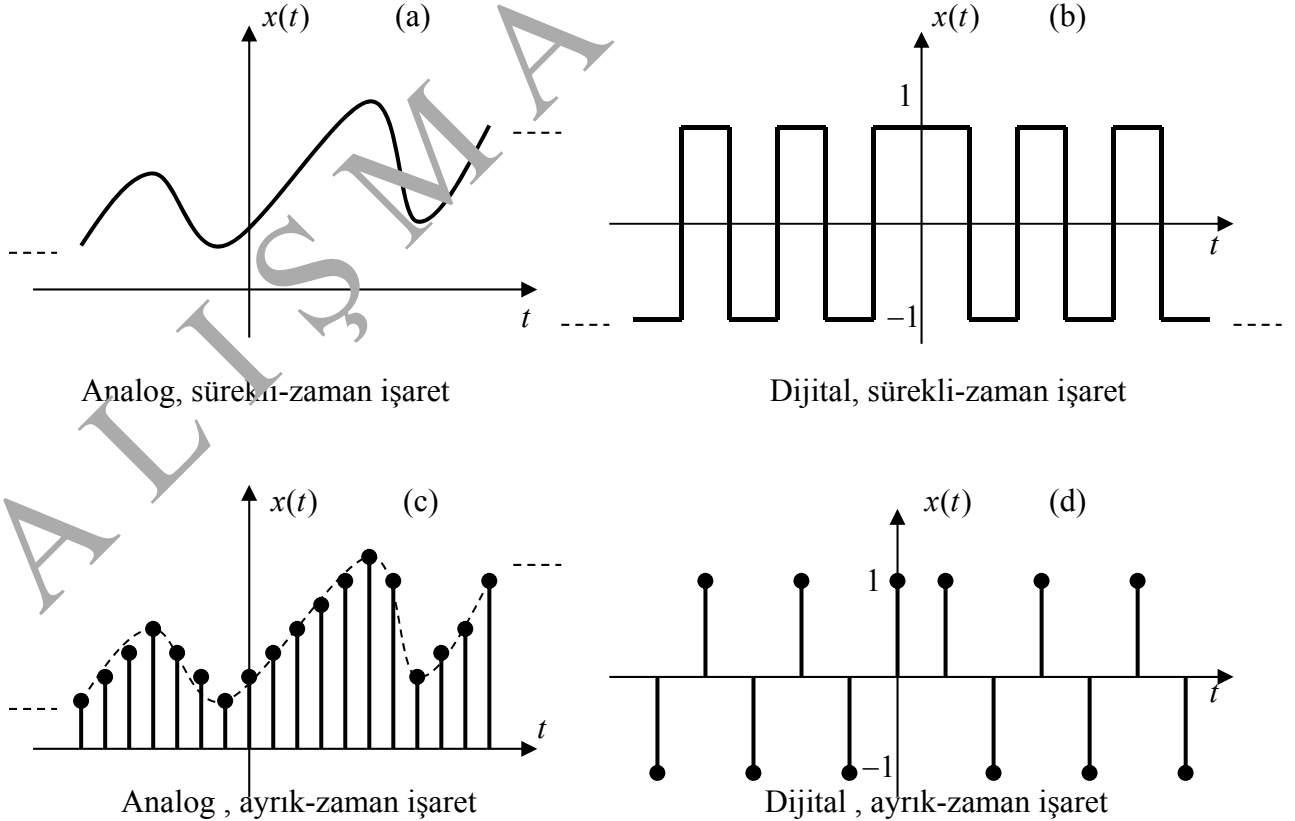 x(t) (a)
t
Analog, sürekli-zaman işaret
x(t) (b)
1
t
−1
Dijital, sürekli-zaman işaret
x(t) (c)
t
Analog , ayrık-zaman işaret
x(t) (d)
1
t
−1
Dijital , ayrık-zaman işaret
A L I Ş M A